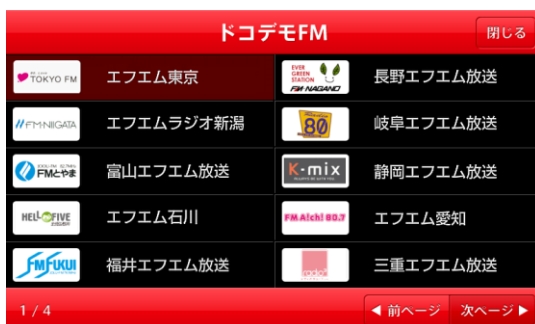 ドコデモFM
閉じる
TOKYO FM
エフエム東京
EVER
GREEN
STATION
FM-NAGANO
長野エフエム放送
FM-NIIGATA
エフエムラジオ新潟
80
岐阜エフエム放送
FMとやま
富山エフエム放送
K-mix
静岡エフエム放送
HELLO FIVE
エフエム石川
FM Aichi 80.7
エフエム愛知
FMFUKUI
福井エフエム放送
radio
三重エフエム放送
1 / 4
◀ 前ページ
次ページ ▶